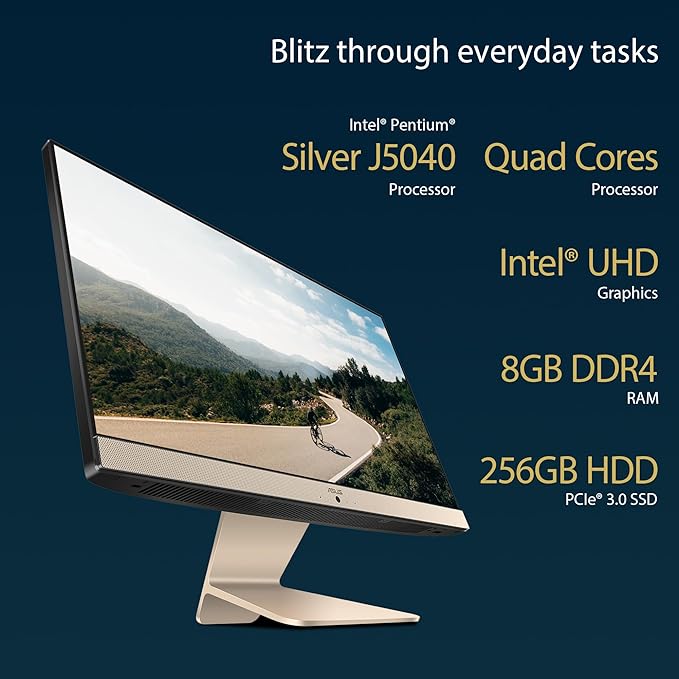 Blitz through everyday tasks
Intel® Pentium®
Silver J5040
Processor
Quad Cores
Processor
Intel® UHD
Graphics
8GB DDR4
RAM
256GB HDD
PCIe® 3.0 SSD
ASUS